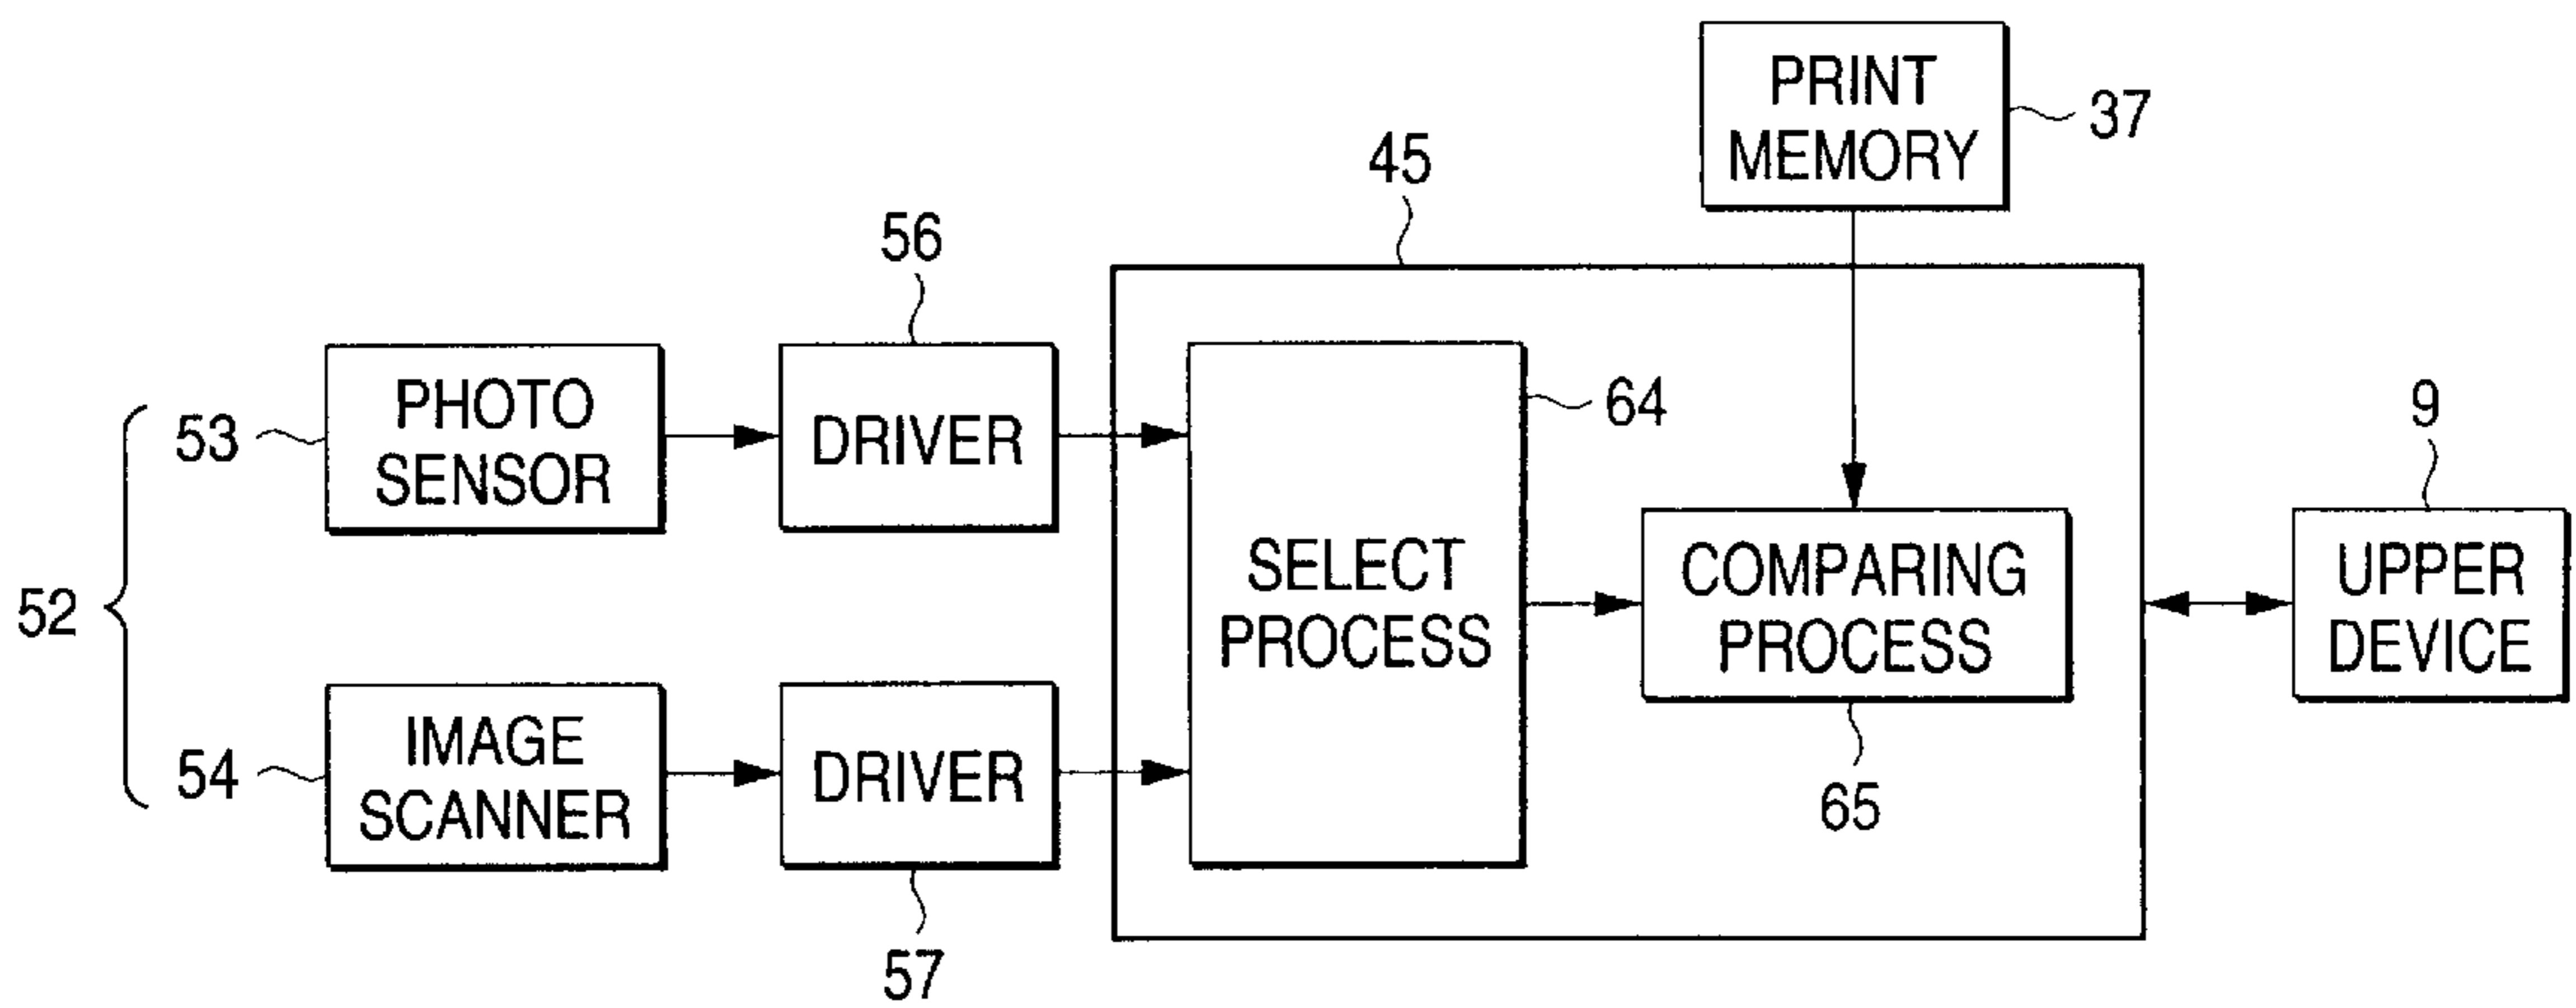 PRINT
MEMORY
37
45
56
PHOTO
SENSOR
53
DRIVER
64
9
52
SELECT
PROCESS
COMPARING
PROCESS
UPPER
DEVICE
54
IMAGE
SCANNER
DRIVER
65
57